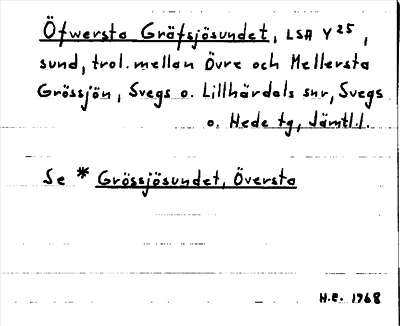 Öfwersta Gräfsjösundet, LSA Y25,
sund, trol. mellan Övre och Mellersta
Grössjön, Svegs o. Lillhärdals snr, Svegs
o. Hede tg, Jämtl.l.
Se * Grössjösundet, Översta
H.E. 1968